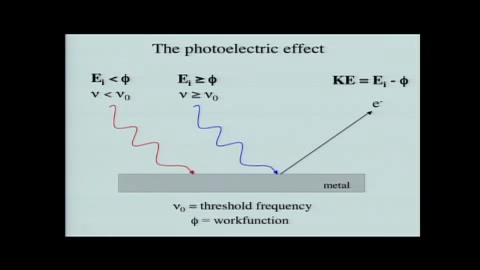 The photoelectric effect
Eᵢ < ϕ
Eᵢ ≥ ϕ
KE = Eᵢ - ϕ
ν < ν₀
ν ≥ ν₀
e⁻
metal
ν₀ = threshold frequency
ϕ = workfunction